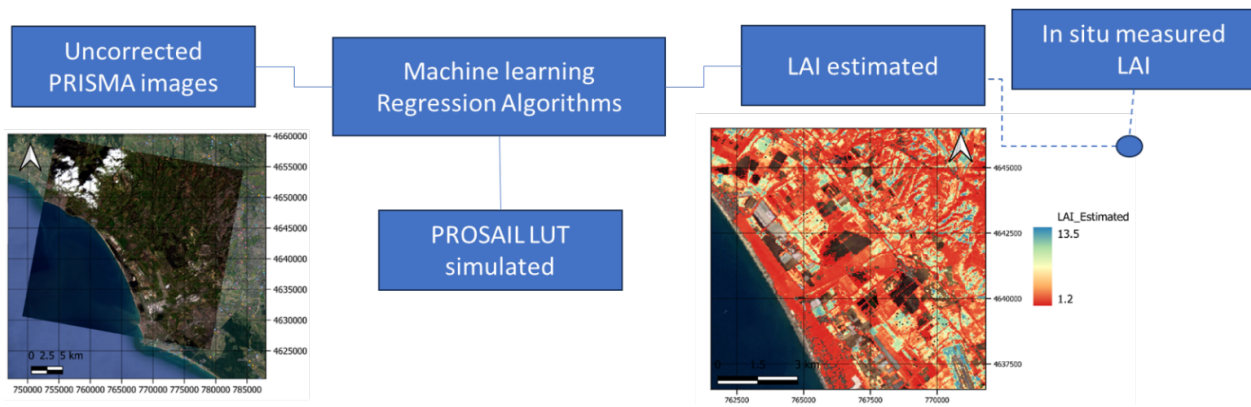 Uncorrected
PRISMA images
Machine learning
Regression Algorithms
LAI estimated
In situ measured
LAI
PROSAIL LUT
simulated
4660000
4655000
4650000
4645000
4640000
4635000
4630000
4625000
0 2.5 5 km
750000 755000 760000 765000 770000 775000 780000 785000
4645000
4642500
4640000
4637500
LAI_Estimated
13.5
1.2
0 1.5 3 km
762500 765000 767500 770000